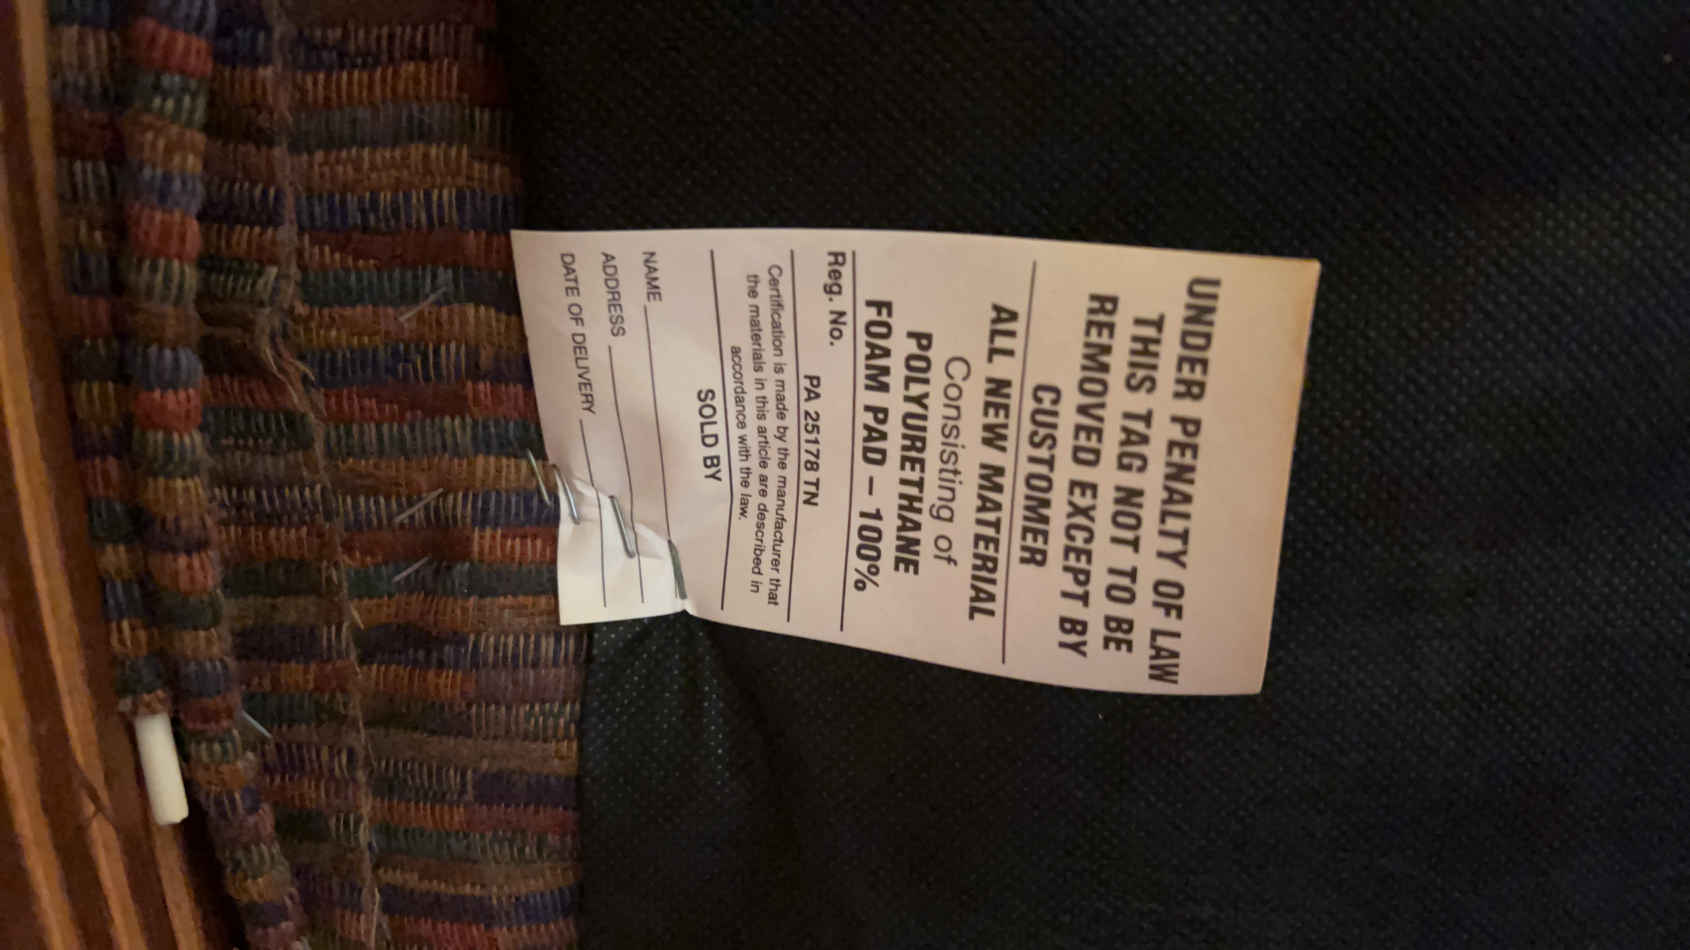 UNDER PENALTY OF LAW
THIS TAG NOT TO BE
REMOVED EXCEPT BY
CUSTOMER
ALL NEW MATERIAL
Consisting of
POLYURETHANE
FOAM PAD – 100%
Reg. No.
PA 25178 TN
Certification is made by the manufacturer that
the materials in this article are described in
accordance with the law.
SOLD BY
NAME
ADDRESS
DATE OF DELIVERY